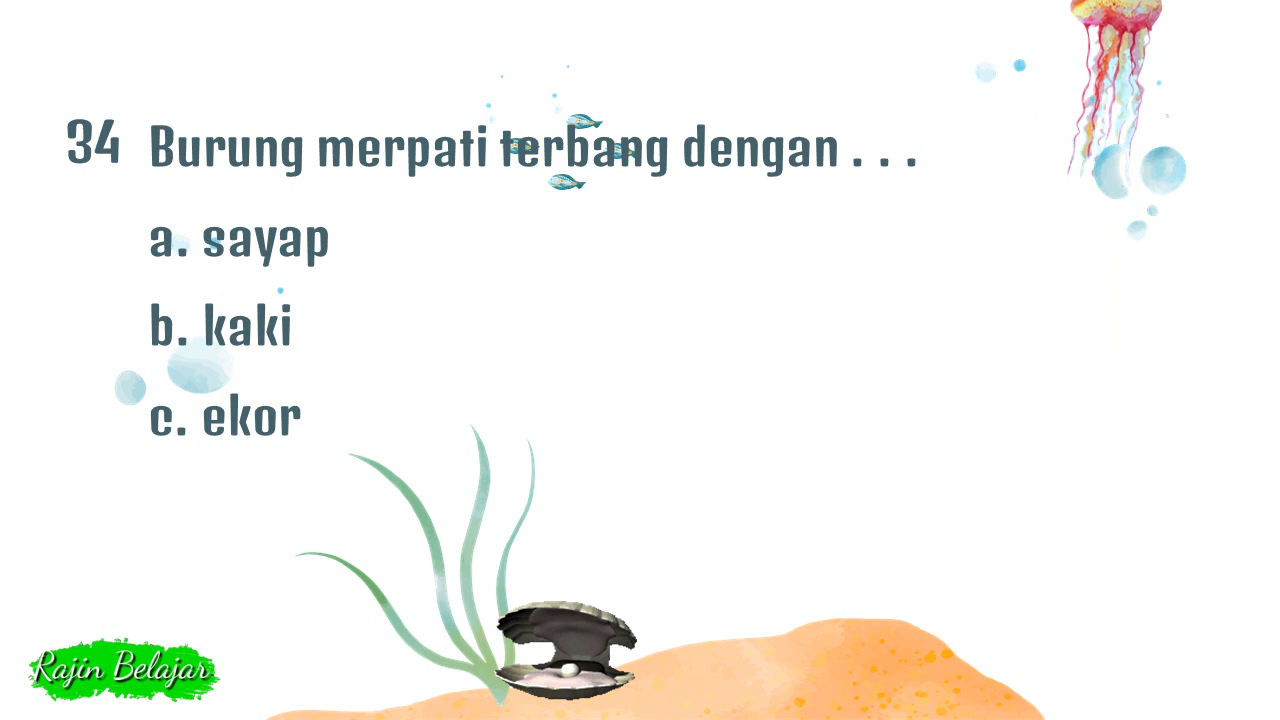 34 Burung merpati terbang dengan . . .
a. sayap
b. kaki
c. ekor
Rajin Belajar